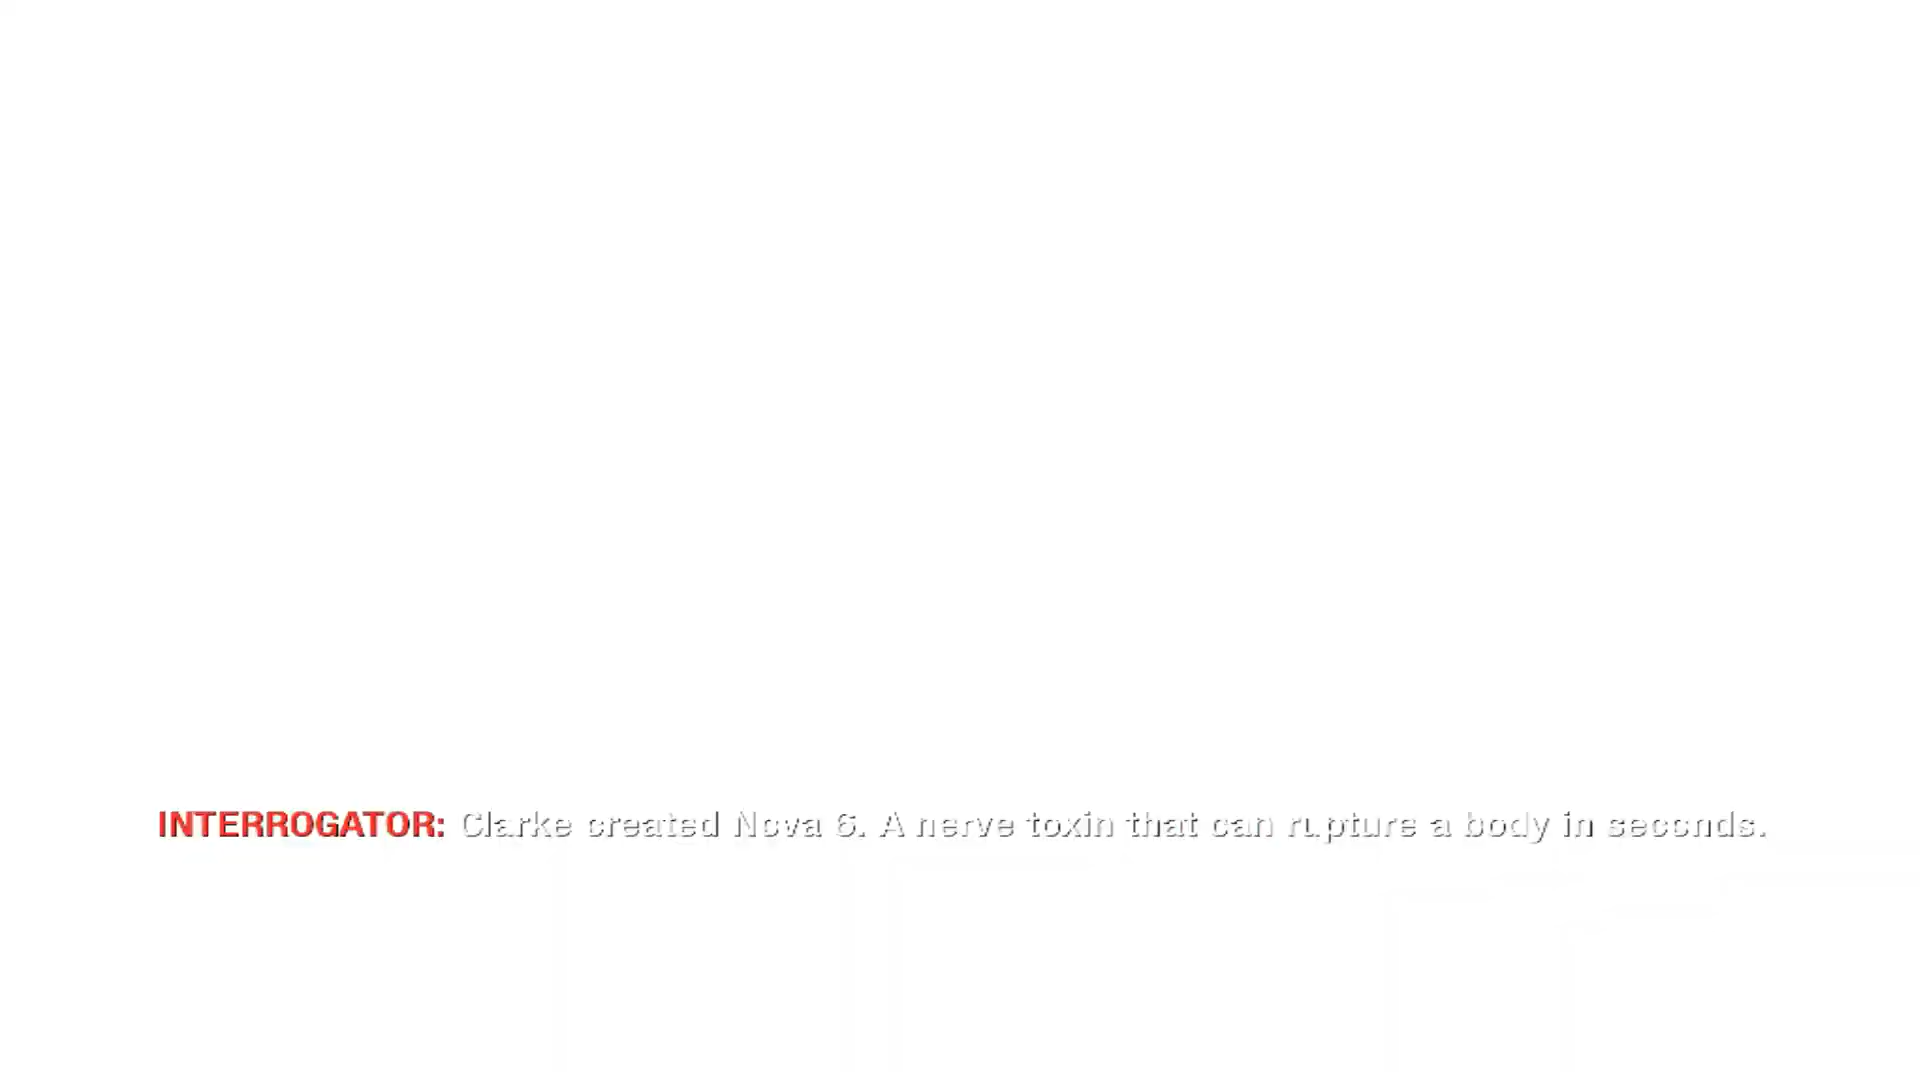 INTERROGATOR: Clarke created Nova 6. A nerve toxin that can rupture a body in seconds.